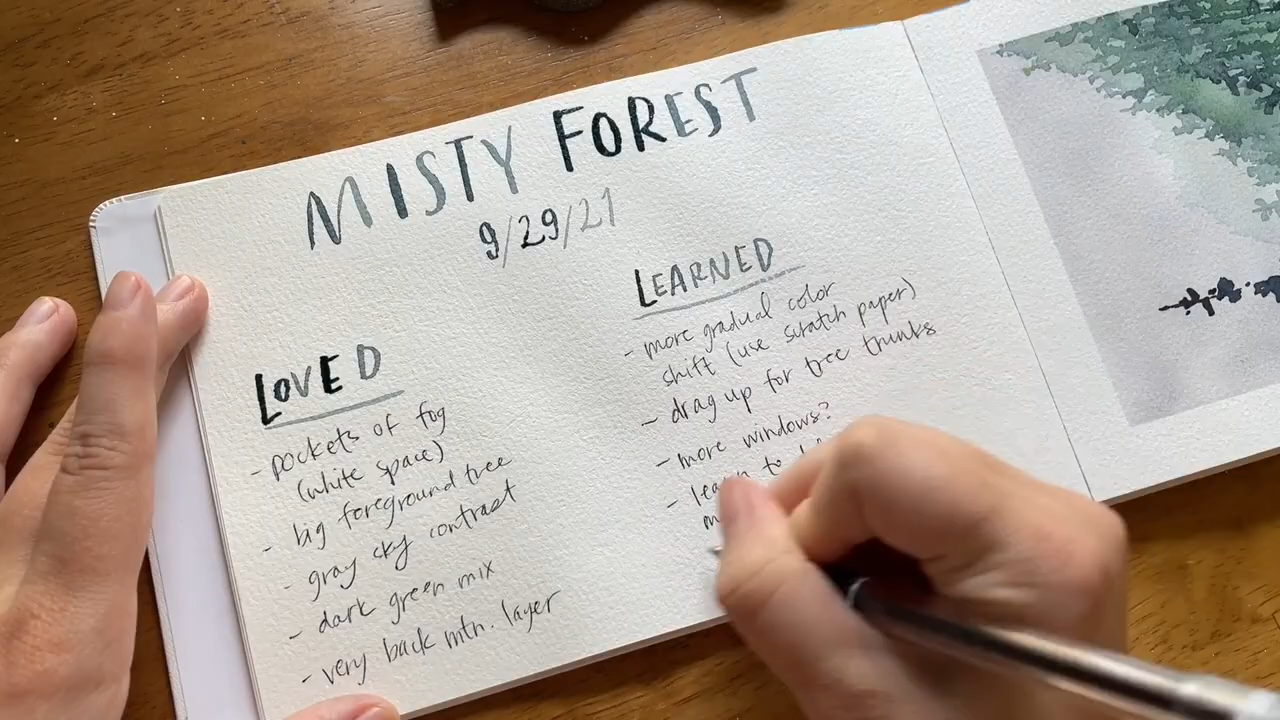 MISTY FOREST
9/29/21
LOVED
- pockets of fog
(white space)
- big foreground tree
- gray sky contrast
- dark green mix
- very back mtn. layer
LEARNED
- more gradual color
shift (use scratch paper)
- drag up for tree trunks
- more windows?
- learn to